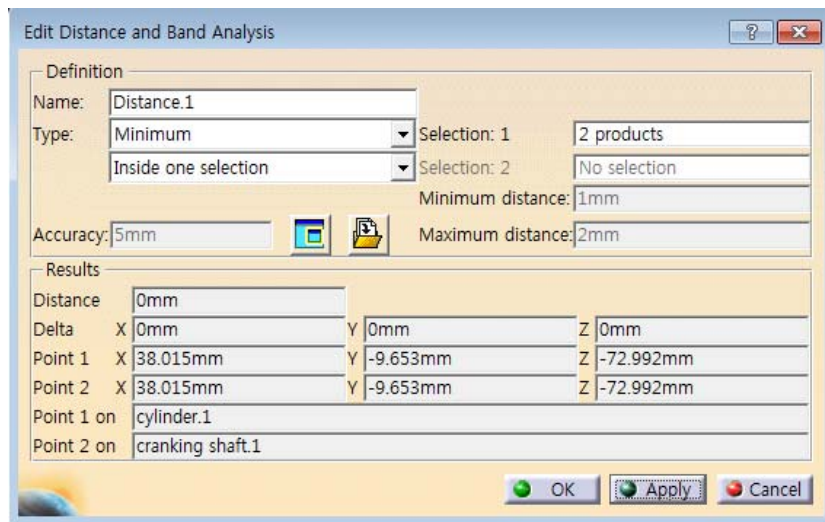 Edit Distance and Band Analysis
Definition
Name: Distance.1
Type: Minimum Selection: 1 2 products
Inside one selection Selection: 2 No selection
Minimum distance: 1mm
Accuracy: 5mm Maximum distance: 2mm
Results
Distance 0mm
Delta X 0mm Y 0mm Z 0mm
Point 1 X 38.015mm Y -9.653mm Z -72.992mm
Point 2 X 38.015mm Y -9.653mm Z -72.992mm
Point 1 on cylinder.1
Point 2 on cranking shaft.1
OK Apply Cancel